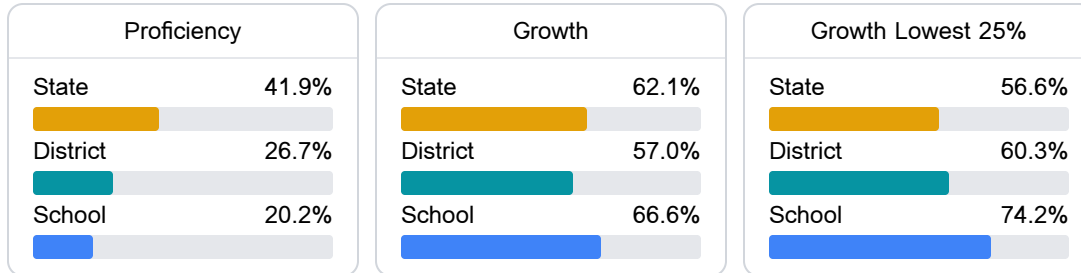 Proficiency
State 41.9%
District 26.7%
School 20.2%
Growth
State 62.1%
District 57.0%
School 66.6%
Growth Lowest 25%
State 56.6%
District 60.3%
School 74.2%